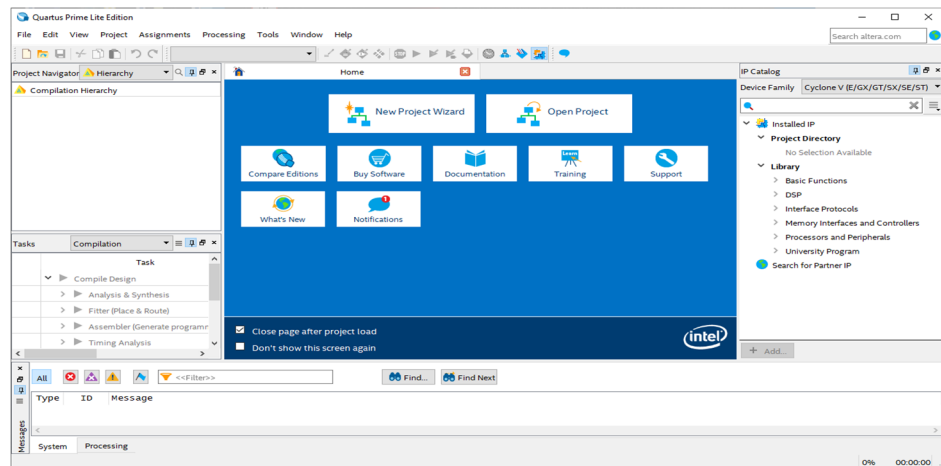 Quartus Prime Lite Edition
File Edit View Project Assignments Processing Tools Window Help
Search altera.com
Project Navigator Hierarchy
Compilation Hierarchy
Home
New Project Wizard
Open Project
Compare Editions
Buy Software
Documentation
Learn
Training
Support
What's New
1
Notifications
Close page after project load
Don't show this screen again
intel
Tasks Compilation
Task
Compile Design
Analysis & Synthesis
Fitter (Place & Route)
Assembler (Generate programr
Timing Analysis
IP Catalog
Device Family Cyclone V (E/GX/GT/SX/SE/ST)
Installed IP
Project Directory
No Selection Available
Library
Basic Functions
DSP
Interface Protocols
Memory Interfaces and Controllers
Processors and Peripherals
University Program
Search for Partner IP
+ Add...
All
<<Filter>>
Find...
Find Next
Type ID Message
Messages
System Processing
0% 00:00:00